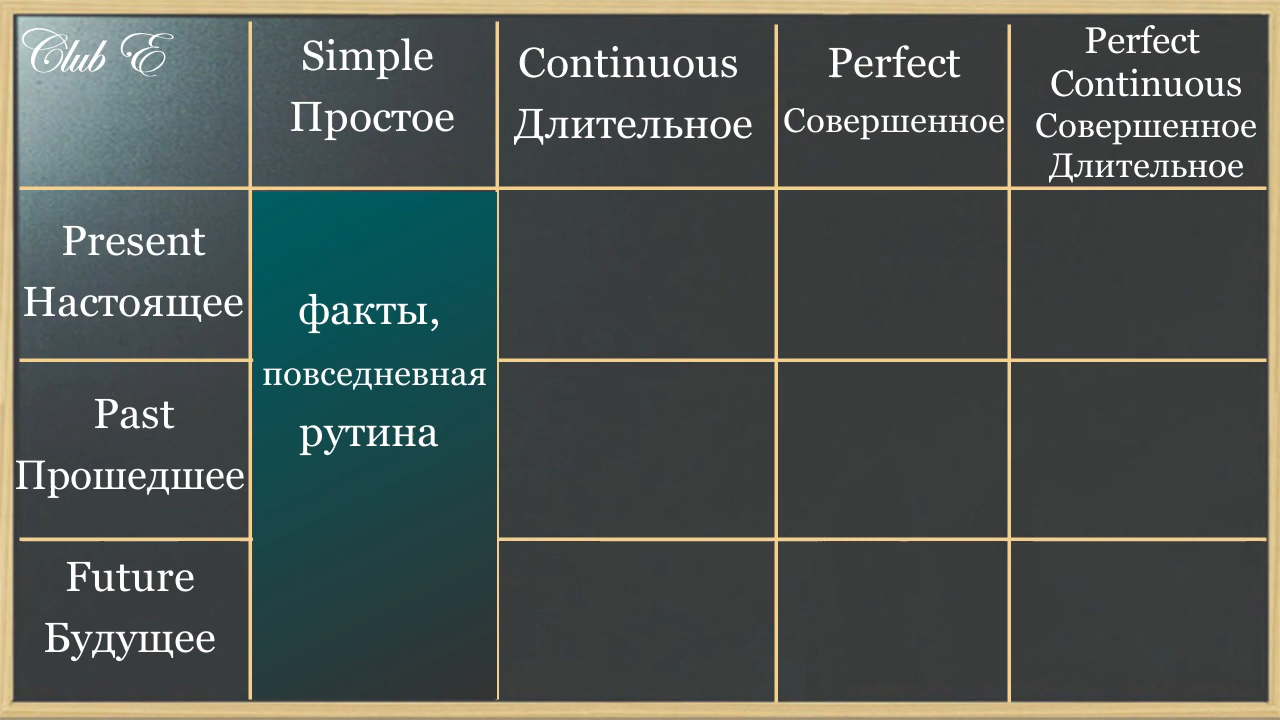 Club E
Simple
Простое
Continuous
Длительное
Perfect
Совершенное
Perfect
Continuous
Совершенное
Длительное
Present
Настоящее
факты,
повседневная
рутина
Past
Прошедшее
Future
Будущее